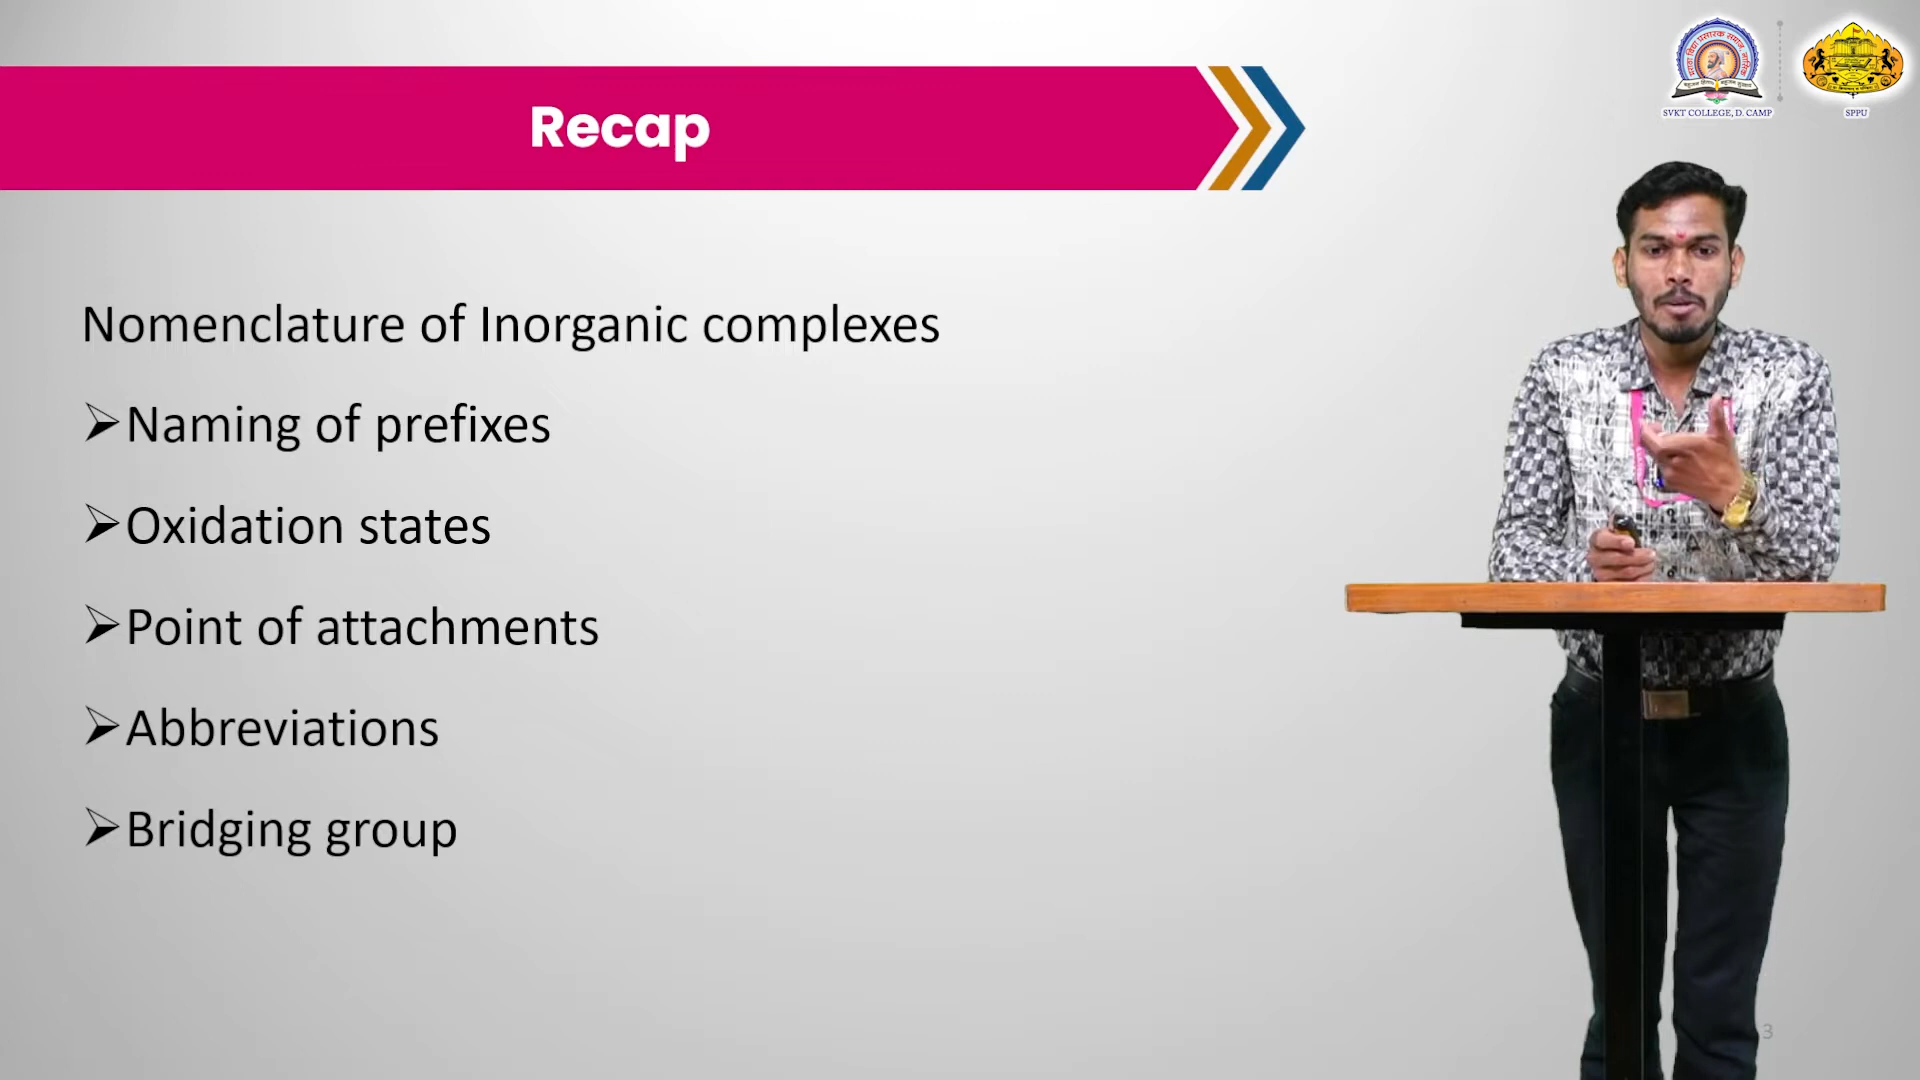 Recap
SVKT COLLEGE, D. CAMP
SPPU
Nomenclature of Inorganic complexes
➢Naming of prefixes
➢Oxidation states
➢Point of attachments
➢Abbreviations
➢Bridging group
3